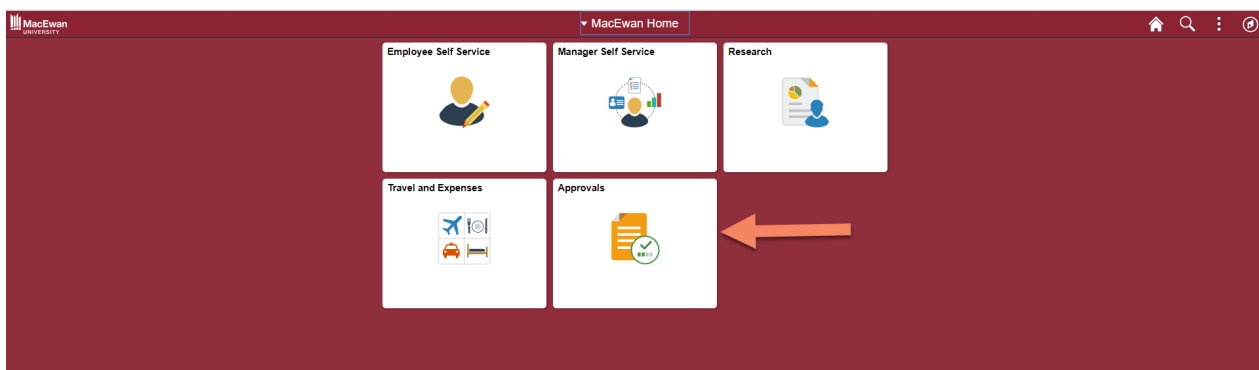 MacEwan
UNIVERSITY
MacEwan Home
Employee Self Service
Manager Self Service
Research
Travel and Expenses
Approvals